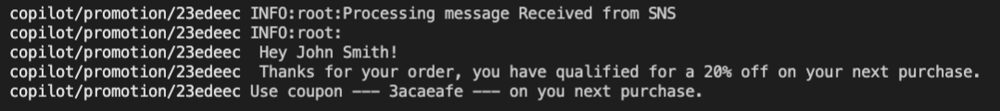 copilot/promotion/23edeec INFO:root:Processing message Received from SNS
copilot/promotion/23edeec INFO:root:
copilot/promotion/23edeec  Hey John Smith!
copilot/promotion/23edeec  Thanks for your order, you have qualified for a 20% off on your next purchase.
copilot/promotion/23edeec Use coupon --- 3acaeafe --- on you next purchase.